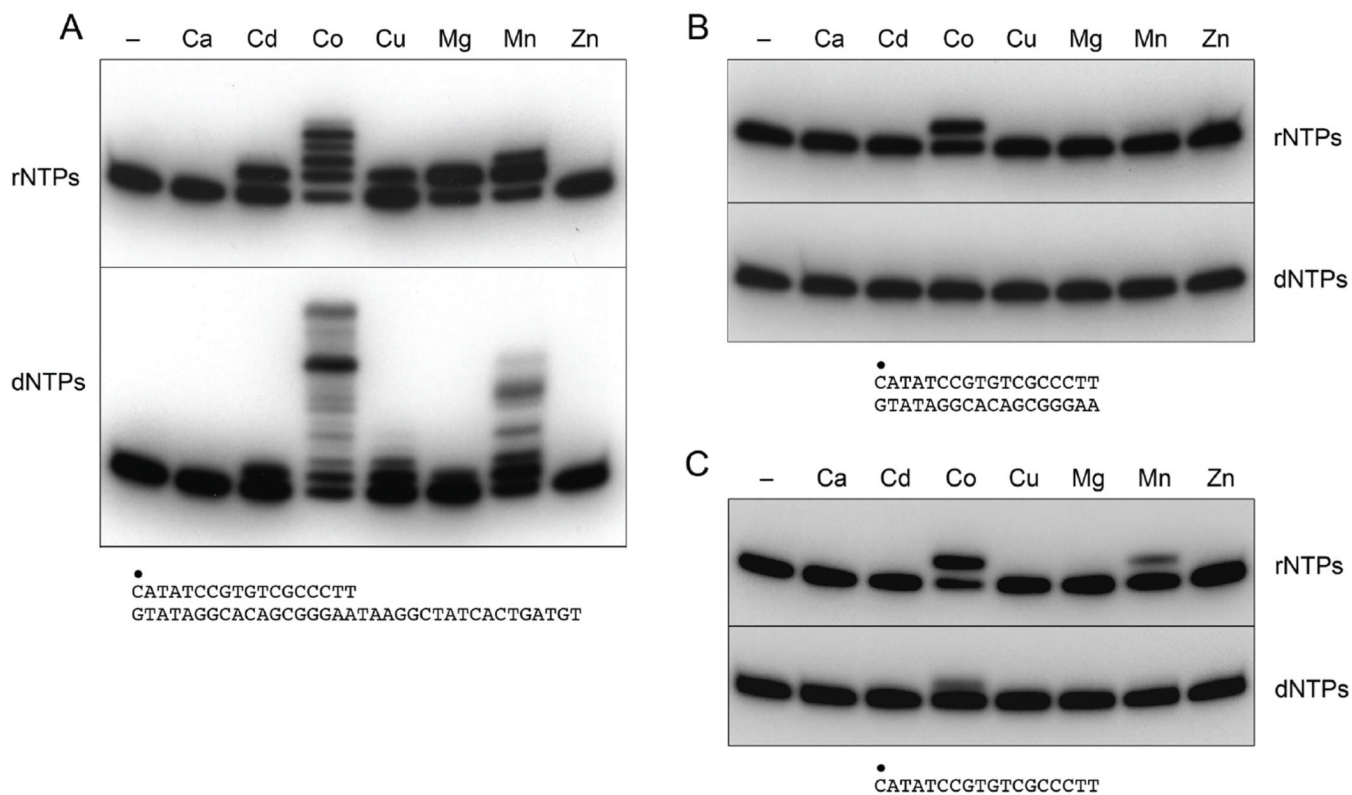 A
– Ca Cd Co Cu Mg Mn Zn
rNTPs
dNTPs
CATATCCGTGTCGCCCTT
GTATAGGCACAGCGGGAATAAGGCTATCACTGATGT
B
– Ca Cd Co Cu Mg Mn Zn
rNTPs
dNTPs
CATATCCGTGTCGCCCTT
GTATAGGCACAGCGGGAA
C
– Ca Cd Co Cu Mg Mn Zn
rNTPs
dNTPs
CATATCCGTGTCGCCCTT